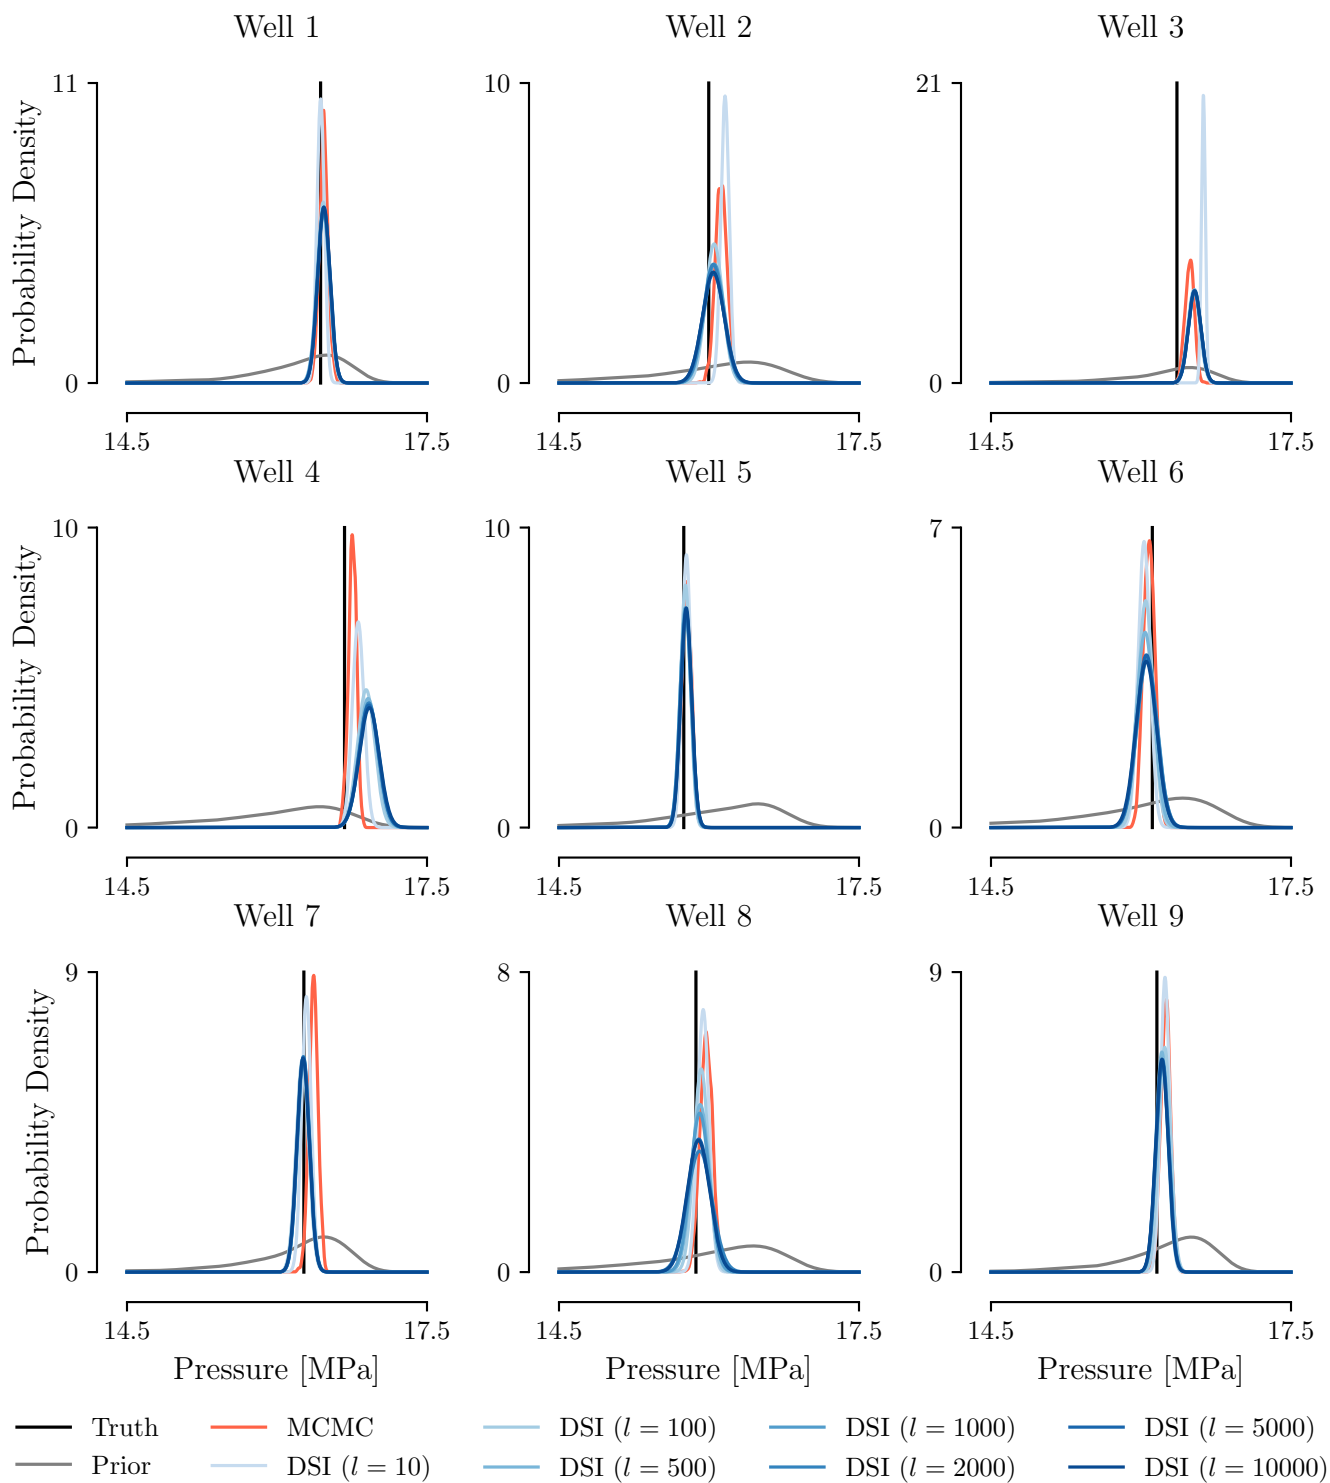 Well 1
Well 2
Well 3
Probability Density
11
0
14.5
17.5
10
0
14.5
17.5
21
0
14.5
17.5
Well 4
Well 5
Well 6
Probability Density
10
0
14.5
17.5
10
0
14.5
17.5
7
0
14.5
17.5
Well 7
Well 8
Well 9
Probability Density
9
0
14.5
17.5
Pressure [MPa]
8
0
14.5
17.5
Pressure [MPa]
9
0
14.5
17.5
Pressure [MPa]
Truth
Prior
MCMC
DSI (l = 10)
DSI (l = 100)
DSI (l = 500)
DSI (l = 1000)
DSI (l = 2000)
DSI (l = 5000)
DSI (l = 10000)